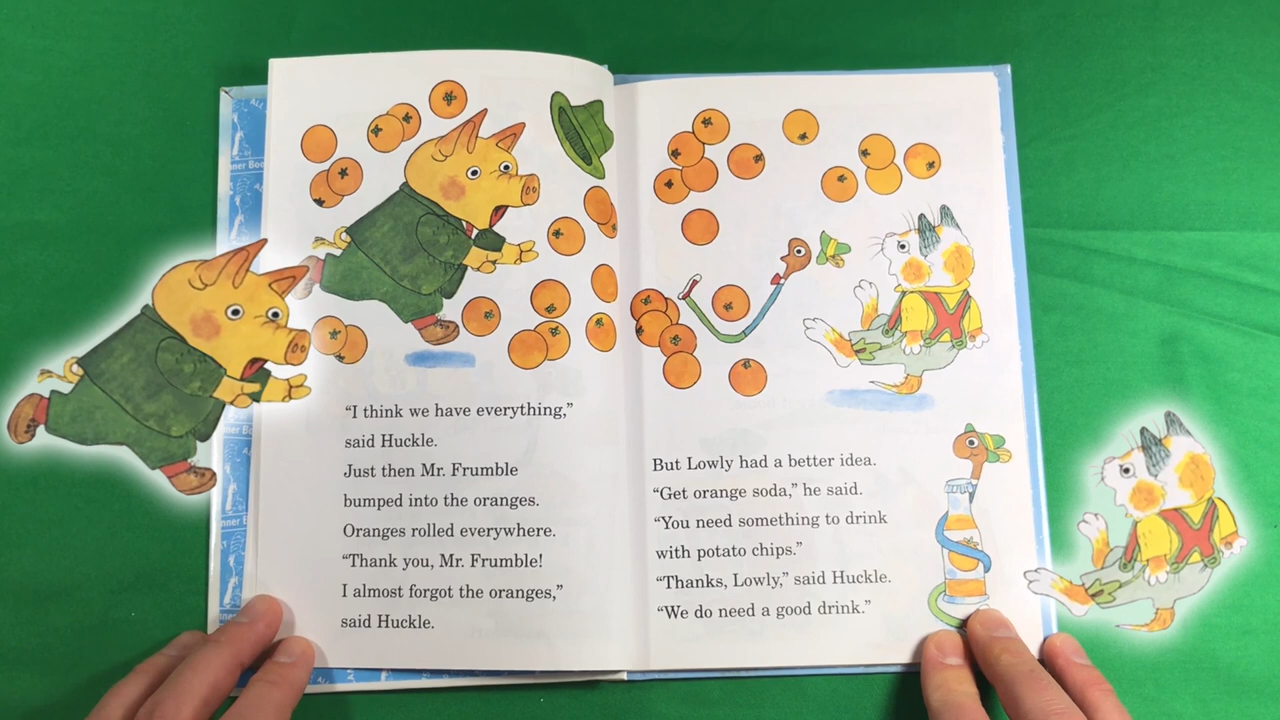 "I think we have everything,"
said Huckle.
Just then Mr. Frumble
bumped into the oranges.
Oranges rolled everywhere.
"Thank you, Mr. Frumble!
I almost forgot the oranges,"
said Huckle.
But Lowly had a better idea.
"Get orange soda," he said.
"You need something to drink
with potato chips."
"Thanks, Lowly," said Huckle.
"We do need a good drink."